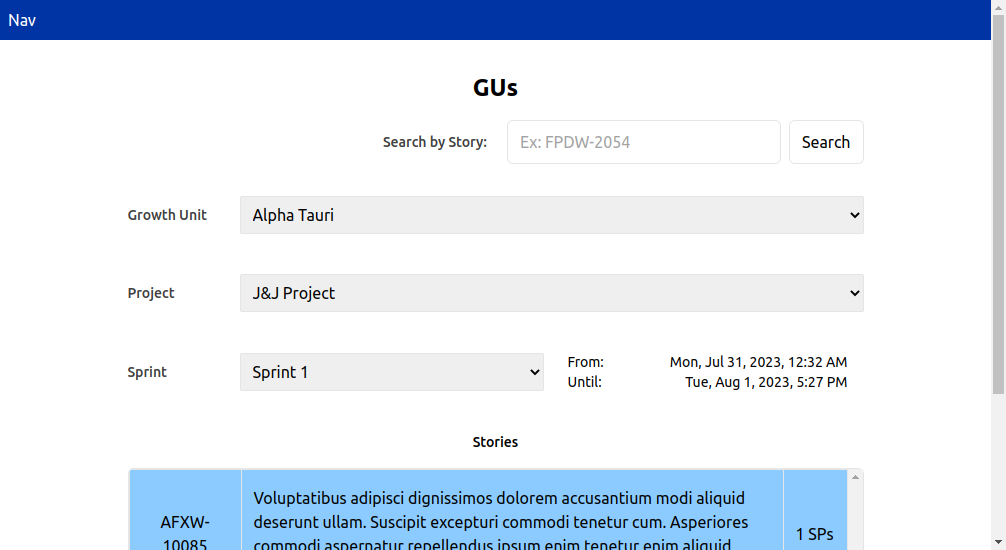 Nav
GUs
Search by Story: Ex: FPDW-2054 Search
Growth Unit Alpha Tauri
Project J&J Project
Sprint Sprint 1
From: Mon, Jul 31, 2023, 12:32 AM
Until: Tue, Aug 1, 2023, 5:27 PM
Stories
Voluptatibus adipisci dignissimos dolorem accusantium modi aliquid
AFXW- deserunt ullam. Suscipit excepturi commodi tenetur cum. Asperiores
1 SPs
10085 commodi aspernatur repellendus ipsum enim tenetur enim aliquid